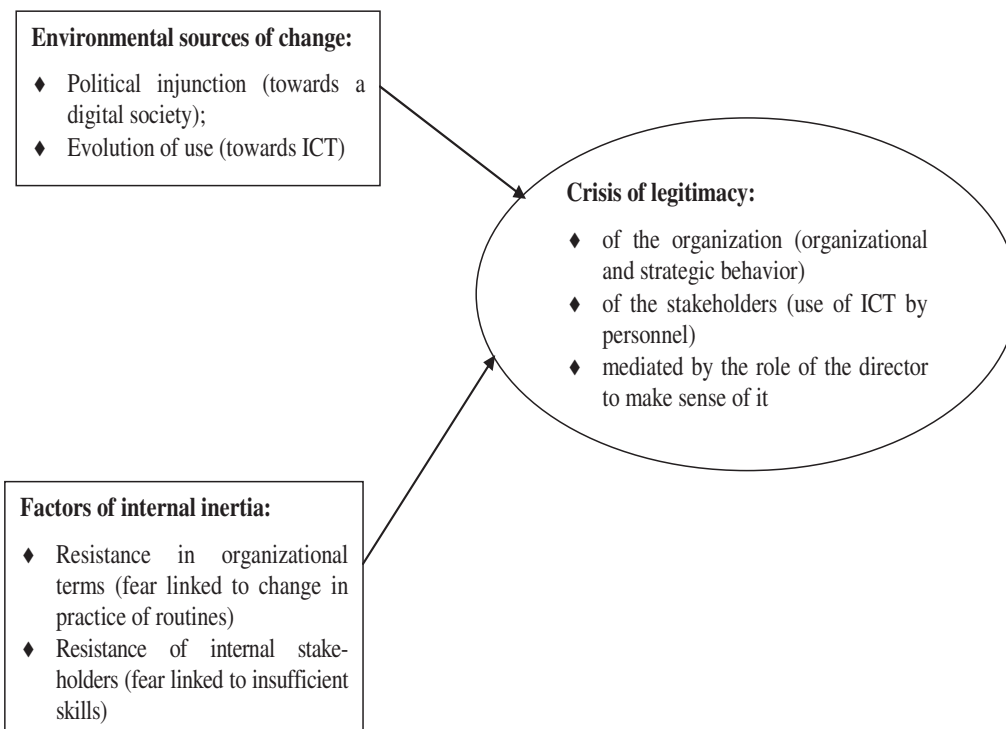 Environmental sources of change:
♦ Political injunction (towards a
digital society);
♦ Evolution of use (towards ICT)
Crisis of legitimacy:
♦ of the organization (organizational
and strategic behavior)
♦ of the stakeholders (use of ICT by
personnel)
♦ mediated by the role of the director
to make sense of it
Factors of internal inertia:
♦ Resistance in organizational
terms (fear linked to change in
practice of routines)
♦ Resistance of internal stake-
holders (fear linked to insufficient
skills)